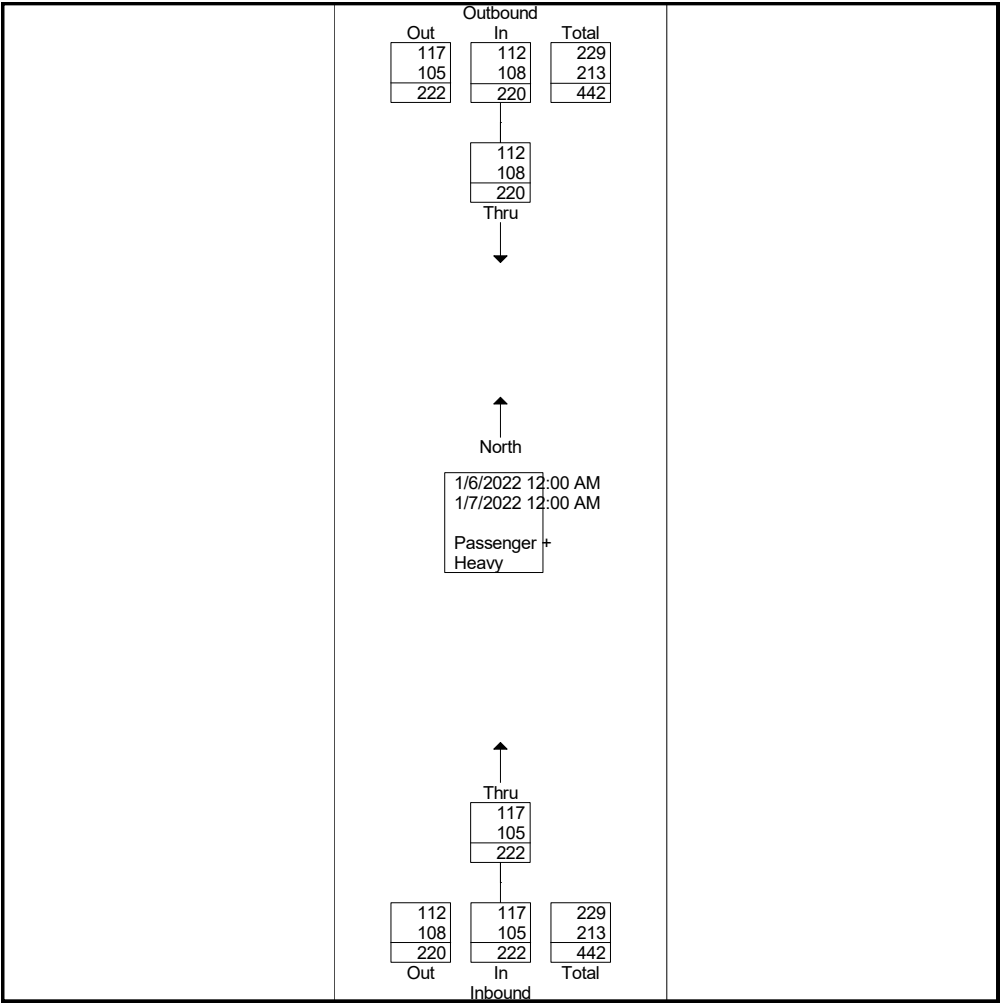 Outbound
Out In Total
117 112 229
105 108 213
222 220 442
112
108
220
Thru
North
1/6/2022 12:00 AM
1/7/2022 12:00 AM
Passenger +
Heavy
Thru
117
105
222
112 117 229
108 105 213
220 222 442
Out In Total
Inbound